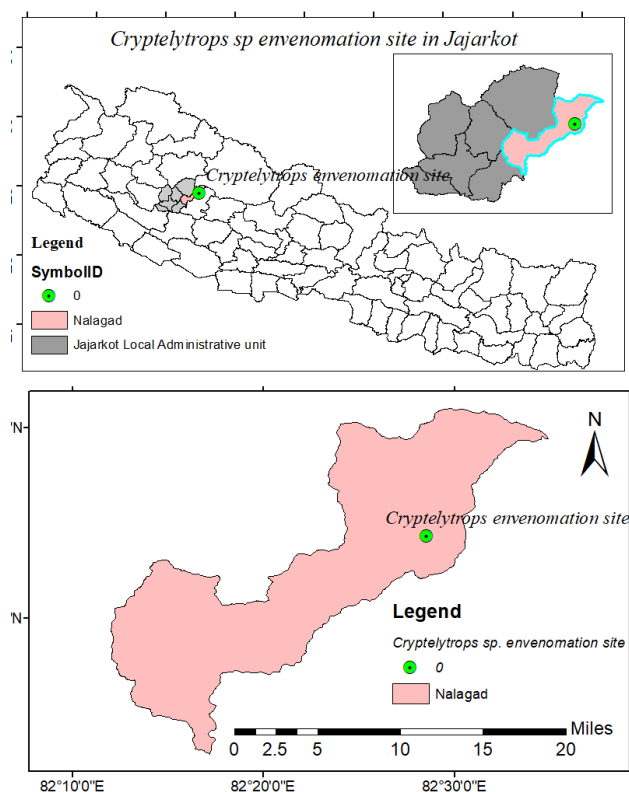 Cryptelytrops sp envenomation site in Jajarkot
Cryptelytrops envenomation site
Legend
SymbolID
0
Nalagad
Jajarkot Local Administrative unit
'N
N
Cryptelytrops envenomation site
'N
Legend
Cryptelytrops sp. envenomation site
0
Nalagad
Miles
0 2.5 5 10 15 20
82°10'0"E 82°20'0"E 82°30'0"E